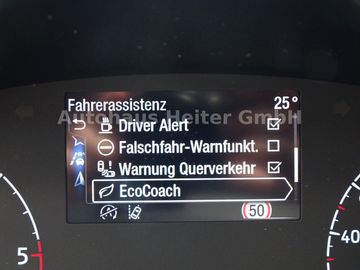 Autohaus Heiter GmbH
Fahrerassistenz 25°
Driver Alert
Falschfahr-Warnfunkt.
Warnung Querverkehr
EcoCoach
50
5
40